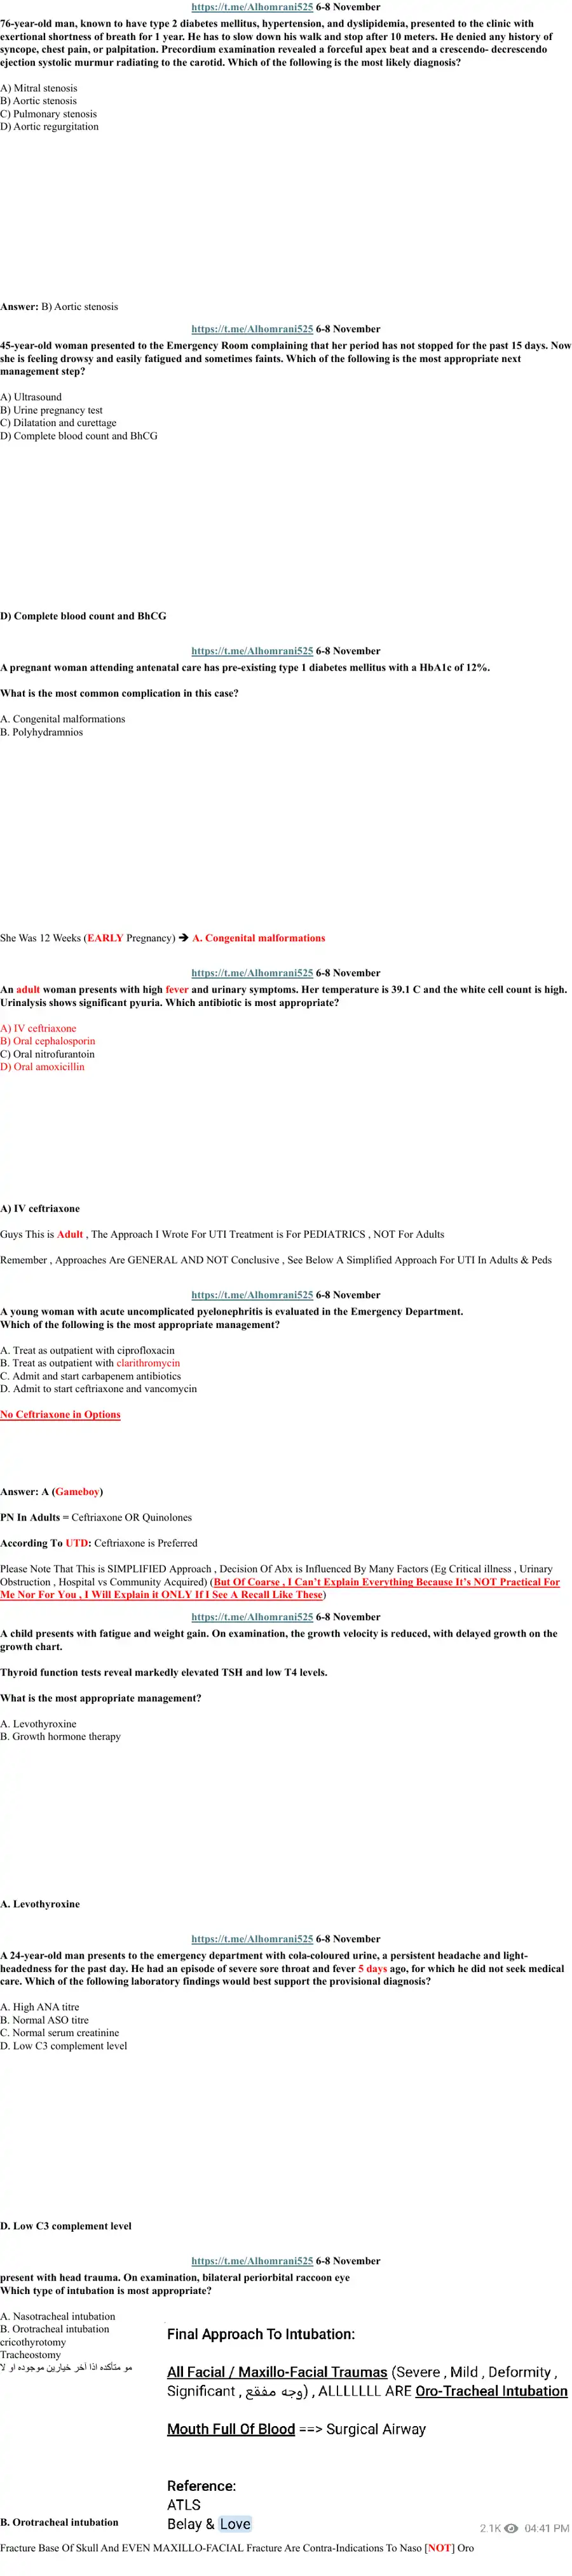 https://t.me/Alhomrani525 6-8 November
76-year-old man, known to have type 2 diabetes mellitus, hypertension, and dyslipidemia, presented to the clinic with
exertional shortness of breath for 1 year. He has to slow down his walk and stop after 10 meters. He denied any history of
syncope, chest pain, or palpitation. Precordium examination revealed a forceful apex beat and a crescendo- decrescendo
ejection systolic murmur radiating to the carotid. Which of the following is the most likely diagnosis?
A) Mitral stenosis
B) Aortic stenosis
C) Pulmonary stenosis
D) Aortic regurgitation
Answer: B) Aortic stenosis
https://t.me/Alhomrani525 6-8 November
45-year-old woman presented to the Emergency Room complaining that her period has not stopped for the past 15 days. Now
she is feeling drowsy and easily fatigued and sometimes faints. Which of the following is the most appropriate next
management step?
A) Ultrasound
B) Urine pregnancy test
C) Dilatation and curettage
D) Complete blood count and BhCG
D) Complete blood count and BhCG
https://t.me/Alhomrani525 6-8 November
A pregnant woman attending antenatal care has pre-existing type 1 diabetes mellitus with a HbA1c of 12%.
What is the most common complication in this case?
A. Congenital malformations
B. Polyhydramnios
She Was 12 Weeks (EARLY Pregnancy) ➔ A. Congenital malformations
https://t.me/Alhomrani525 6-8 November
An adult woman presents with high fever and urinary symptoms. Her temperature is 39.1 C and the white cell count is high.
Urinalysis shows significant pyuria. Which antibiotic is most appropriate?
A) IV ceftriaxone
B) Oral cephalosporin
C) Oral nitrofurantoin
D) Oral amoxicillin
A) IV ceftriaxone
Guys This is Adult , The Approach I Wrote For UTI Treatment is For PEDIATRICS , NOT For Adults
Remember , Approaches Are GENERAL AND NOT Conclusive , See Below A Simplified Approach For UTI In Adults & Peds
https://t.me/Alhomrani525 6-8 November
A young woman with acute uncomplicated pyelonephritis is evaluated in the Emergency Department.
Which of the following is the most appropriate management?
A. Treat as outpatient with ciprofloxacin
B. Treat as outpatient with clarithromycin
C. Admit and start carbapenem antibiotics
D. Admit to start ceftriaxone and vancomycin
No Ceftriaxone in Options
Answer: A (Gameboy)
PN In Adults = Ceftriaxone OR Quinolones
According To UTD: Ceftriaxone is Preferred
Please Note That This is SIMPLIFIED Approach , Decision Of Abx is Influenced By Many Factors (Eg Critical illness , Urinary
Obstruction , Hospital vs Community Acquired) (But Of Coarse , I Can't Explain Everything Because It's NOT Practical For
Me Nor For You , I Will Explain it ONLY If I See A Recall Like These)
https://t.me/Alhomrani525 6-8 November
A child presents with fatigue and weight gain. On examination, the growth velocity is reduced, with delayed growth on the
growth chart.
Thyroid function tests reveal markedly elevated TSH and low T4 levels.
What is the most appropriate management?
A. Levothyroxine
B. Growth hormone therapy
A. Levothyroxine
https://t.me/Alhomrani525 6-8 November
A 24-year-old man presents to the emergency department with cola-coloured urine, a persistent headache and light-
headedness for the past day. He had an episode of severe sore throat and fever 5 days ago, for which he did not seek medical
care. Which of the following laboratory findings would best support the provisional diagnosis?
A. High ANA titre
B. Normal ASO titre
C. Normal serum creatinine
D. Low C3 complement level
D. Low C3 complement level
https://t.me/Alhomrani525 6-8 November
present with head trauma. On examination, bilateral periorbital raccoon eye
Which type of intubation is most appropriate?
A. Nasotracheal intubation
B. Orotracheal intubation
cricothyrotomy
Tracheostomy
مو متأكده اذا آخر خيارين موجوده او لا
Final Approach To Intubation:
All Facial / Maxillo-Facial Traumas (Severe , Mild , Deformity ,
Significant , وجه مفقع) , ALLLLLLL ARE Oro-Tracheal Intubation
Mouth Full Of Blood ==> Surgical Airway
Reference:
ATLS
Belay & Love
2.1K 04:41 PM
B. Orotracheal intubation
Fracture Base Of Skull And EVEN MAXILLO-FACIAL Fracture Are Contra-Indications To Naso [NOT] Oro